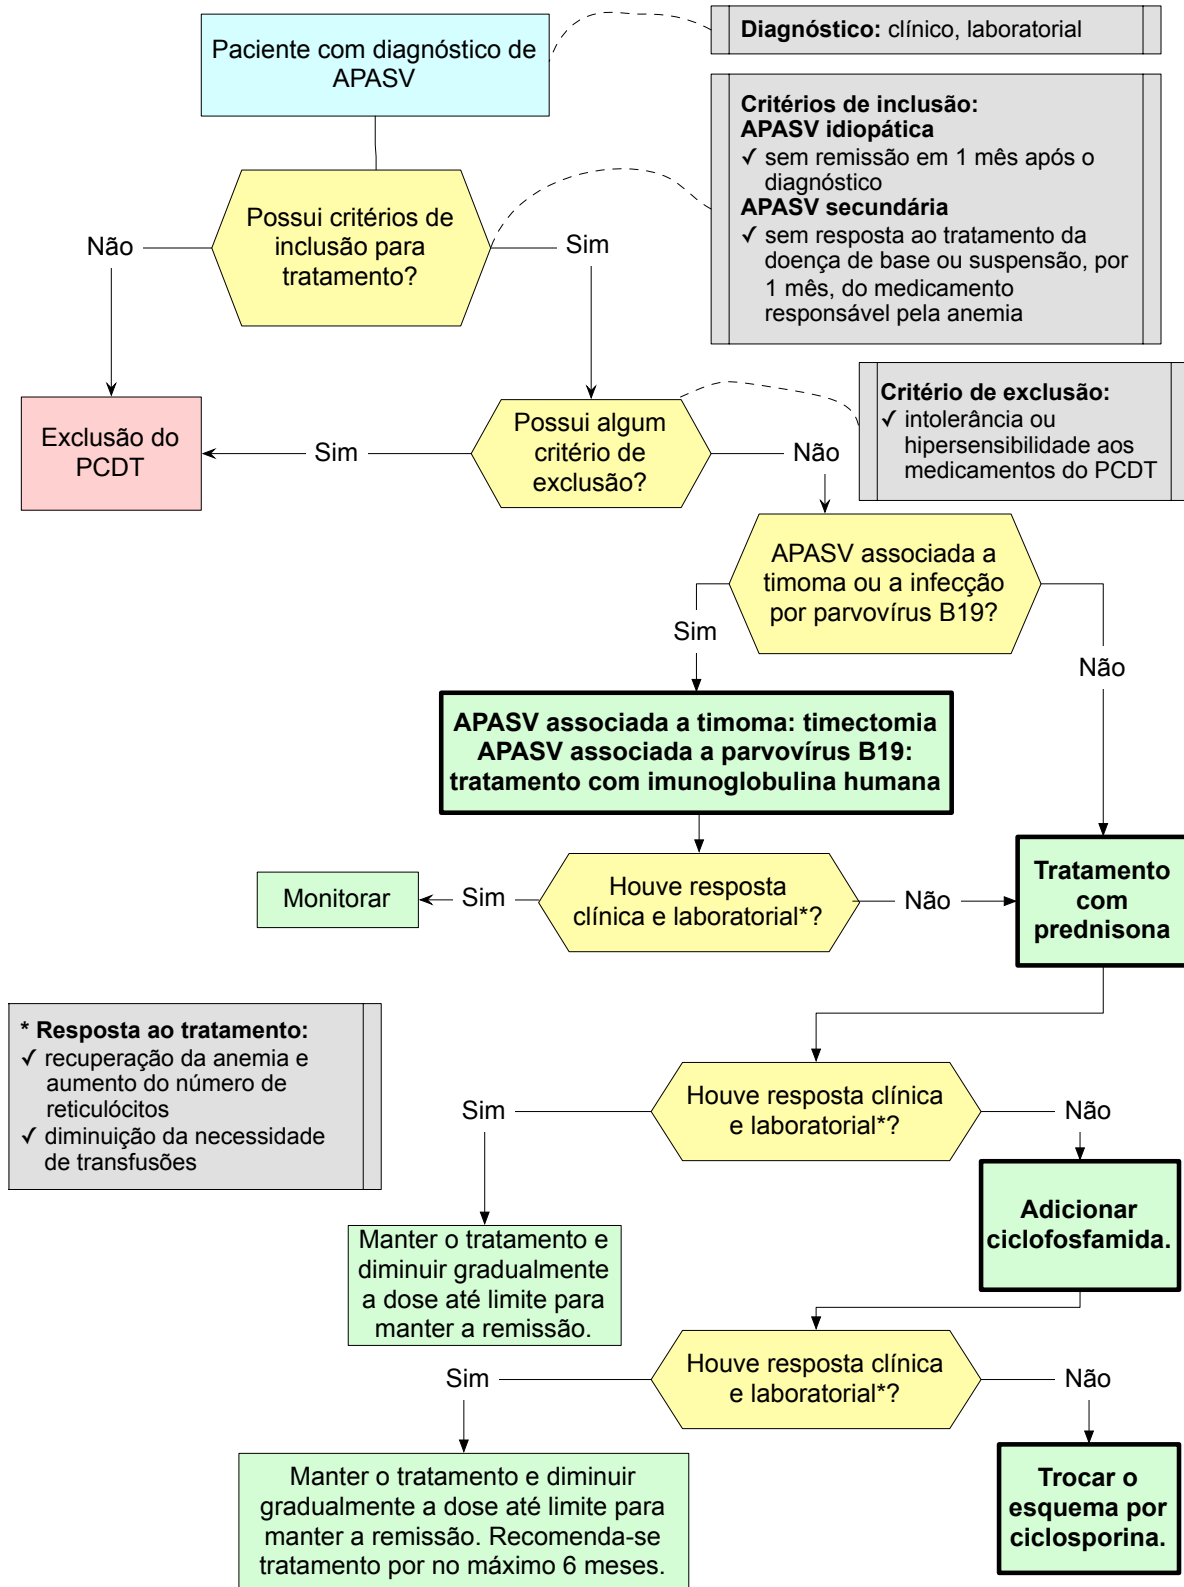 Paciente com diagnóstico de
APASV
Diagnóstico: clínico, laboratorial
Critérios de inclusão:
APASV idiopática
✓ sem remissão em 1 mês após o
diagnóstico
APASV secundária
✓ sem resposta ao tratamento da
doença de base ou suspensão, por
1 mês, do medicamento
responsável pela anemia
Possui critérios de
inclusão para
tratamento?
Não
Sim
Critério de exclusão:
✓ intolerância ou
hipersensibilidade aos
medicamentos do PCDT
Exclusão do
PCDT
Sim
Possui algum
critério de
exclusão?
Não
APASV associada a
timoma ou a infecção
por parvovírus B19?
Sim
Não
APASV associada a timoma: timectomia
APASV associada a parvovírus B19:
tratamento com imunoglobulina humana
Monitorar
Sim
Houve resposta
clínica e laboratorial*?
Não
Tratamento
com
prednisona
* Resposta ao tratamento:
✓ recuperação da anemia e
aumento do número de
reticulócitos
✓ diminuição da necessidade
de transfusões
Sim
Houve resposta clínica
e laboratorial*?
Não
Adicionar
ciclofosfamida.
Manter o tratamento e
diminuir gradualmente
a dose até limite para
manter a remissão.
Sim
Houve resposta clínica
e laboratorial*?
Não
Manter o tratamento e diminuir
gradualmente a dose até limite para
manter a remissão. Recomenda-se
tratamento por no máximo 6 meses.
Trocar o
esquema por
ciclosporina.